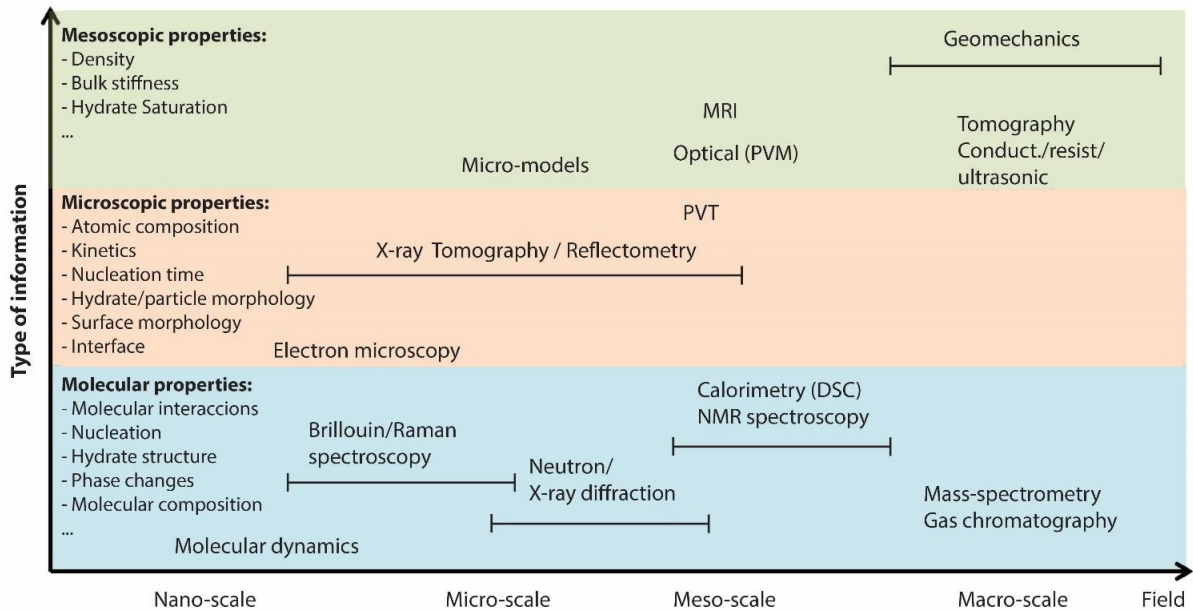 Type of information
Mesoscopic properties:
- Density
- Bulk stiffness
- Hydrate Saturation
...
Geomechanics
MRI
Optical (PVM)
Micro-models
Tomography
Conduct./resist/
ultrasonic
Microscopic properties:
- Atomic composition
- Kinetics
- Nucleation time
- Hydrate/particle morphology
- Surface morphology
- Interface
PVT
X-ray Tomography / Reflectometry
Electron microscopy
Molecular properties:
- Molecular interaccions
- Nucleation
- Hydrate structure
- Phase changes
- Molecular composition
...
Calorimetry (DSC)
NMR spectroscopy
Brillouin/Raman
spectroscopy
Neutron/
X-ray diffraction
Mass-spectrometry
Gas chromatography
Molecular dynamics
Nano-scale
Micro-scale
Meso-scale
Macro-scale
Field